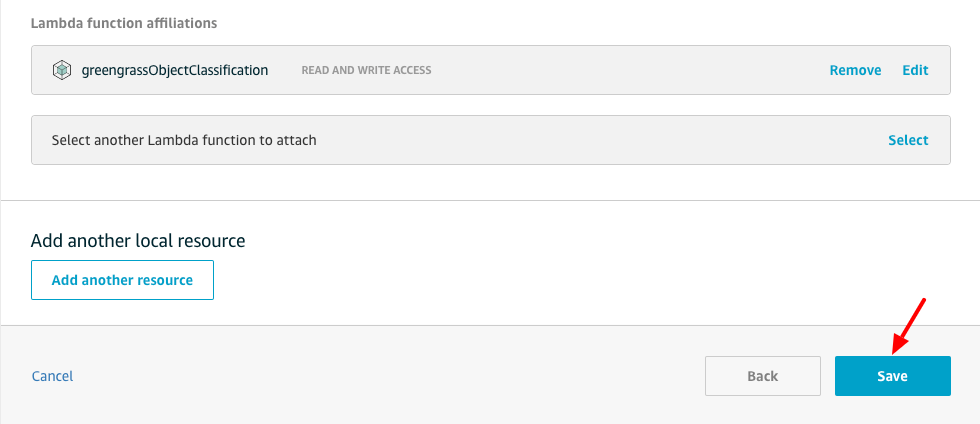 Lambda function affiliations
greengrassObjectClassification READ AND WRITE ACCESS Remove Edit
Select another Lambda function to attach Select
Add another local resource
Add another resource
Cancel Back Save